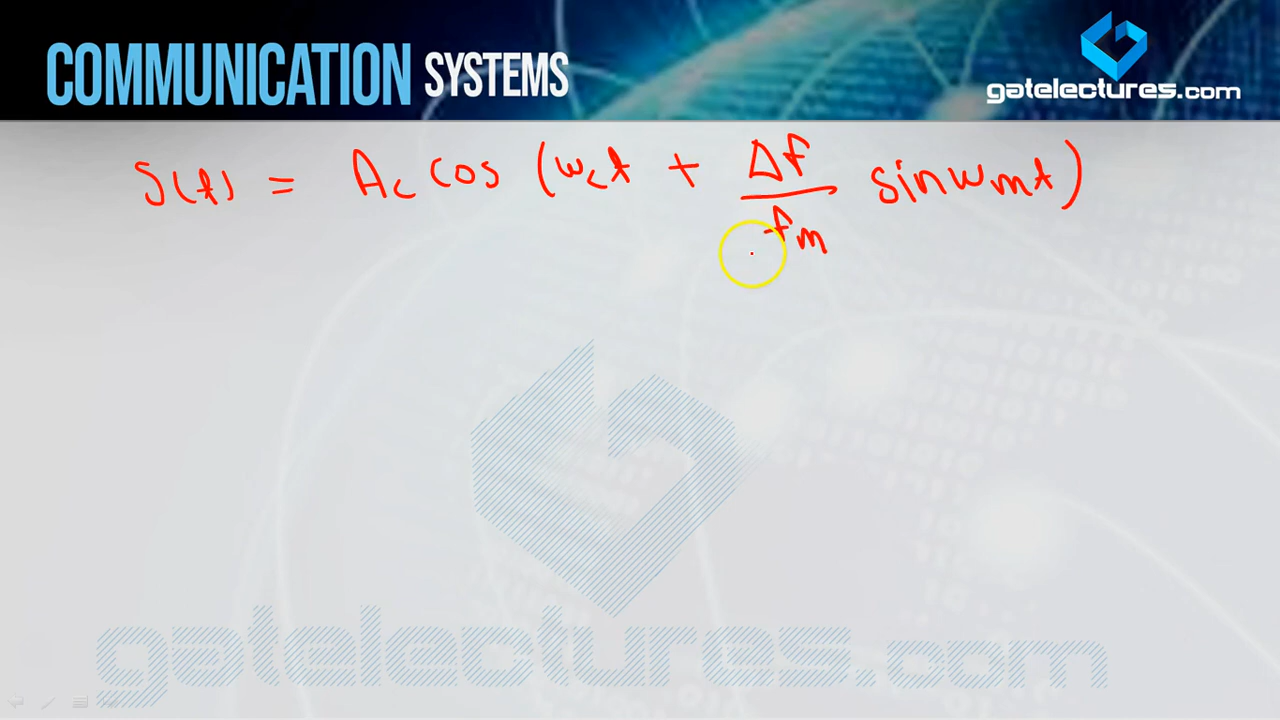 COMMUNICATION SYSTEMS
gatelectures.com
S(t) = Ac cos (ωct + Δf/fm sinωmt)
gatelectures.com